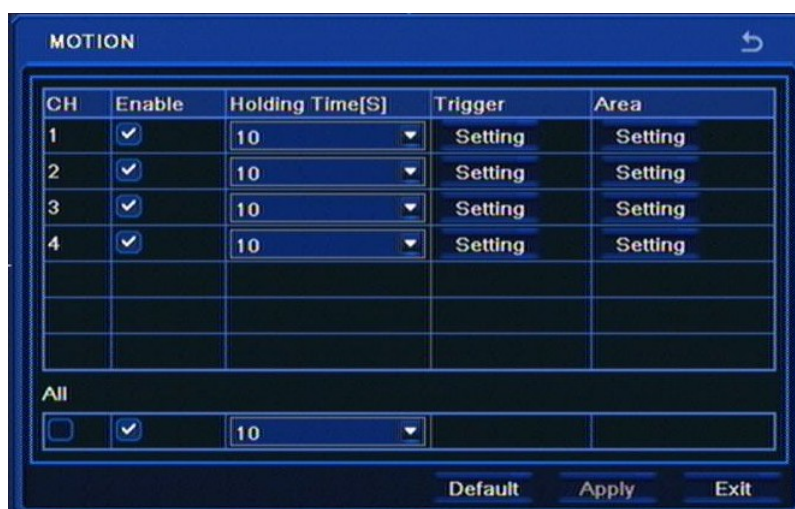 MOTION
CH Enable Holding Time[S] Trigger Area
1 10 Setting Setting
2 10 Setting Setting
3 10 Setting Setting
4 10 Setting Setting
All
10
Default Apply Exit